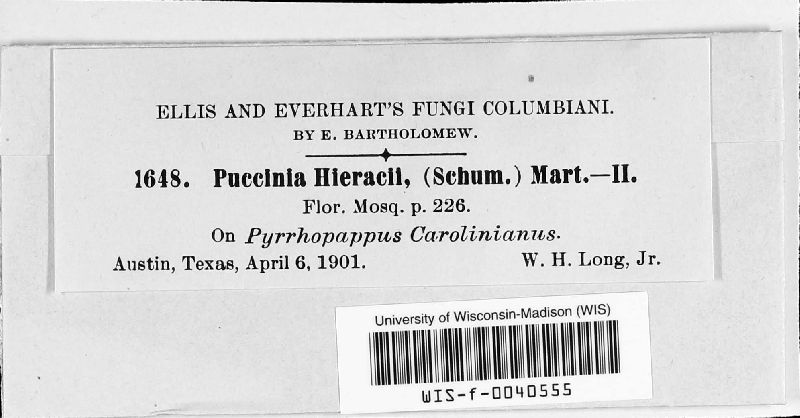 ELLIS AND EVERHART'S FUNGI COLUMBIANI.
BY E. BARTHOLOMEW.
1648. Puccinia Hieracii, (Schum.) Mart.—II.
Flor. Mosq. p. 226.
On Pyrrhopappus Carolinianus.
Austin, Texas, April 6, 1901. W. H. Long, Jr.
University of Wisconsin-Madison (WIS)
WIS-f-0040555